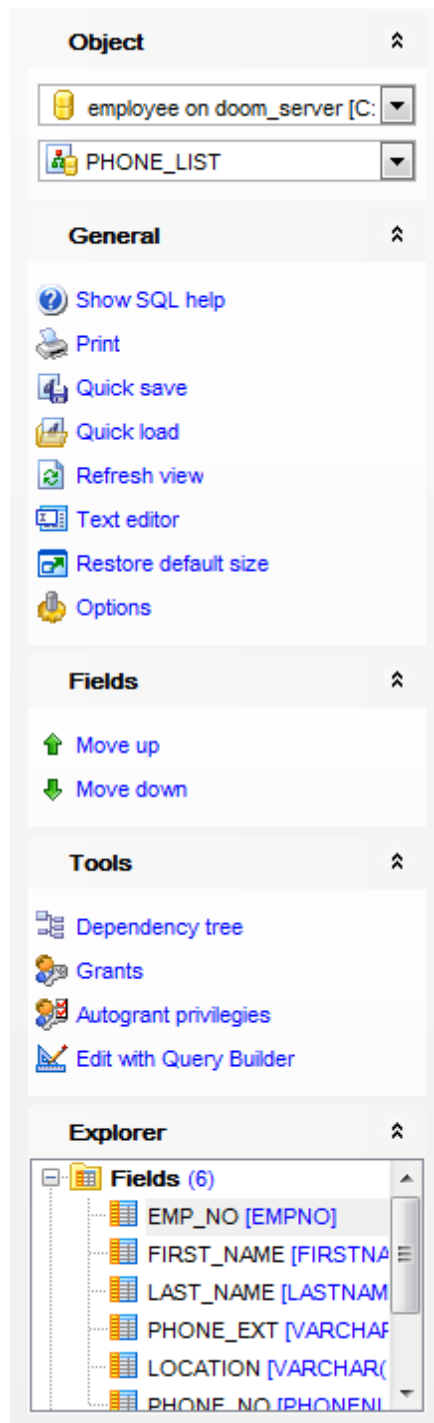 Object
employee on doom_server [C:
PHONE_LIST
General
Show SQL help
Print
Quick save
Quick load
Refresh view
Text editor
Restore default size
Options
Fields
Move up
Move down
Tools
Dependency tree
Grants
Autogrant privilegies
Edit with Query Builder
Explorer
Fields (6)
EMP_NO [EMPNO]
FIRST_NAME [FIRSTNA
LAST_NAME [LASTNAM
PHONE_EXT [VARCHAR
LOCATION [VARCHAR(
PHONE_NO